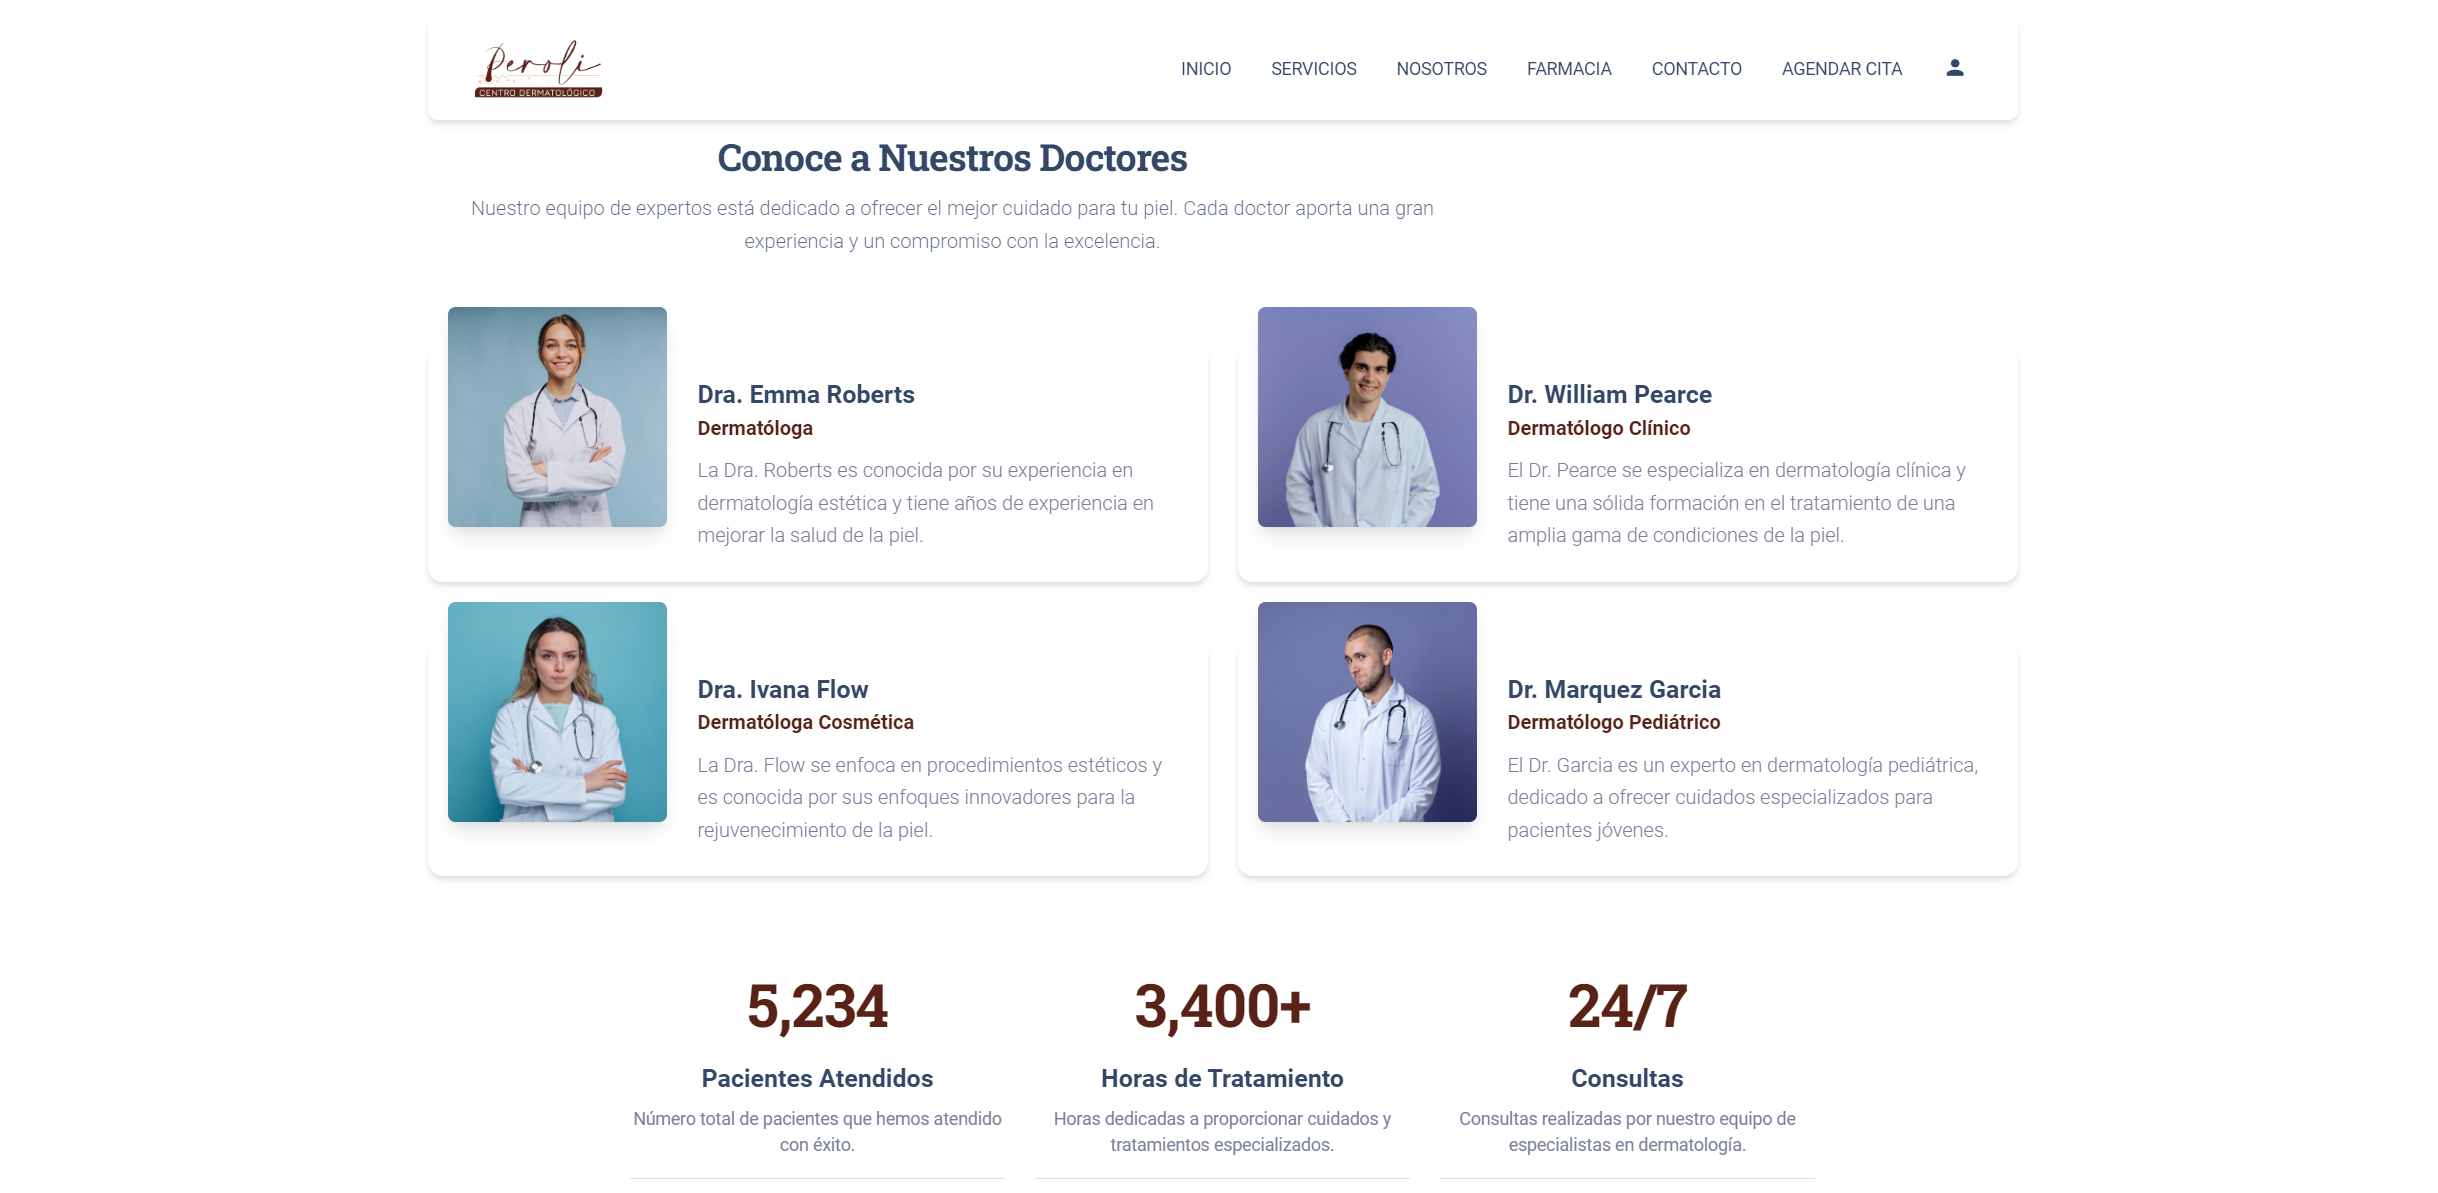 Peroli
CENTRO DERMATOLÓGICO
INICIO SERVICIOS NOSOTROS FARMACIA CONTACTO AGENDAR CITA
Conoce a Nuestros Doctores
Nuestro equipo de expertos está dedicado a ofrecer el mejor cuidado para tu piel. Cada doctor aporta una gran
experiencia y un compromiso con la excelencia.
Dra. Emma Roberts
Dermatóloga
La Dra. Roberts es conocida por su experiencia en
dermatología estética y tiene años de experiencia en
mejorar la salud de la piel.
Dr. William Pearce
Dermatólogo Clínico
El Dr. Pearce se especializa en dermatología clínica y
tiene una sólida formación en el tratamiento de una
amplia gama de condiciones de la piel.
Dra. Ivana Flow
Dermatóloga Cosmética
La Dra. Flow se enfoca en procedimientos estéticos y
es conocida por sus enfoques innovadores para la
rejuvenecimiento de la piel.
Dr. Marquez Garcia
Dermatólogo Pediátrico
El Dr. Garcia es un experto en dermatología pediátrica,
dedicado a ofrecer cuidados especializados para
pacientes jóvenes.
5,234
Pacientes Atendidos
Número total de pacientes que hemos atendido
con éxito.
3,400+
Horas de Tratamiento
Horas dedicadas a proporcionar cuidados y
tratamientos especializados.
24/7
Consultas
Consultas realizadas por nuestro equipo de
especialistas en dermatología.